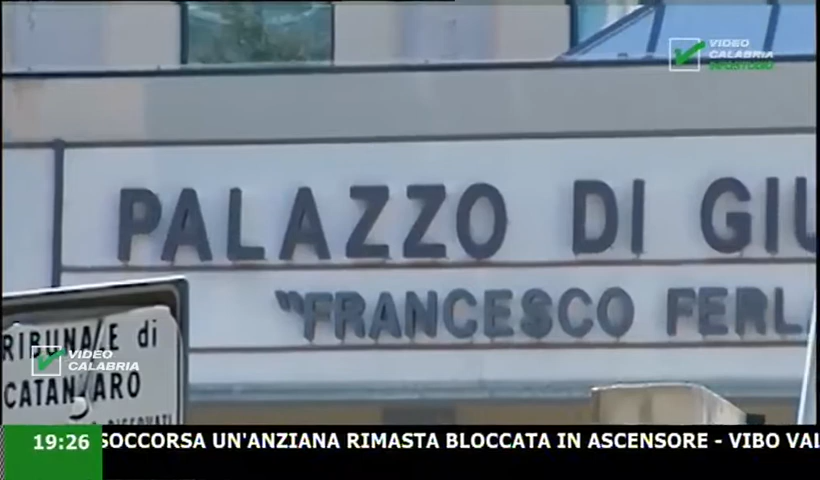 VIDEO
CALABRIA
PALAZZO DI GIU
"FRANCESCO FERL
RIBUNALE di
CATANZARO
VIDEO
CALABRIA
19:26 SOCCORSA UN'ANZIANA RIMASTA BLOCCATA IN ASCENSORE - VIBO VAL